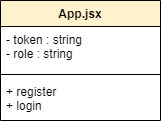 App.jsx
- token : string
- role : string
+ register
+ login